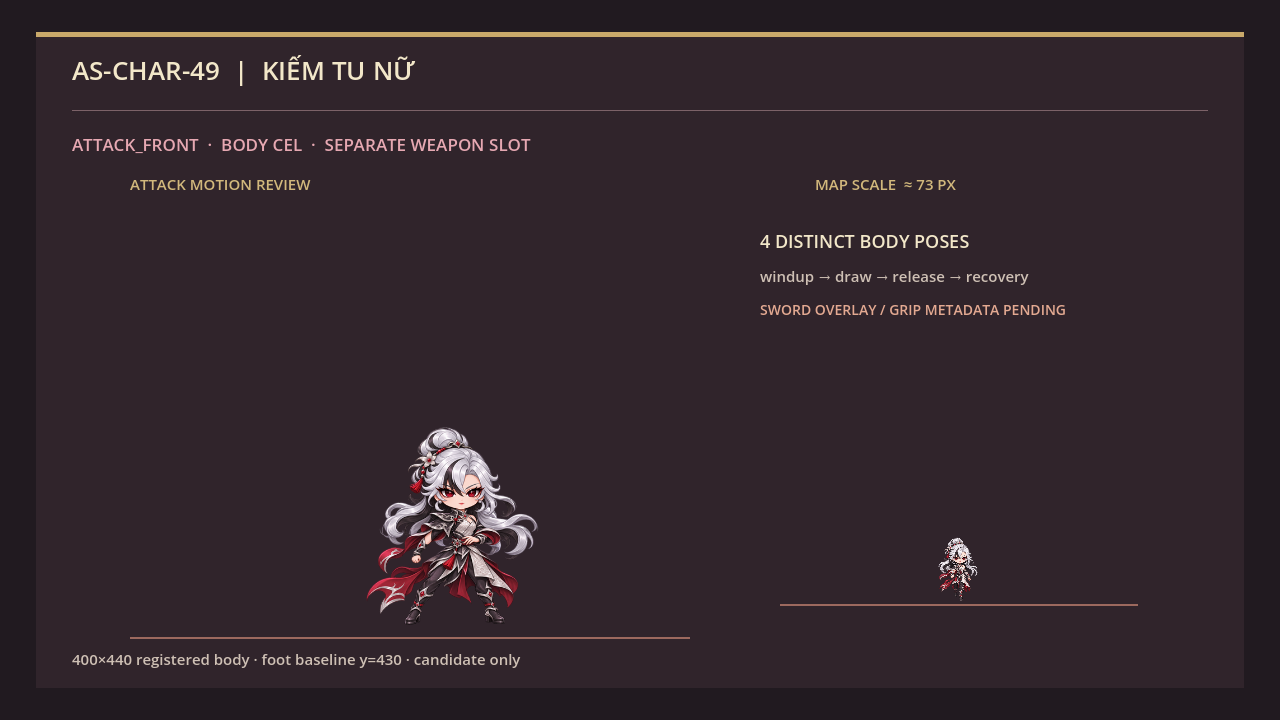 AS-CHAR-49 | KIẾM TU NỮ
ATTACK_FRONT · BODY CEL · SEPARATE WEAPON SLOT
ATTACK MOTION REVIEW
MAP SCALE ≈ 73 PX
4 DISTINCT BODY POSES
windup → draw → release → recovery
SWORD OVERLAY / GRIP METADATA PENDING
400×440 registered body · foot baseline y=430 · candidate only